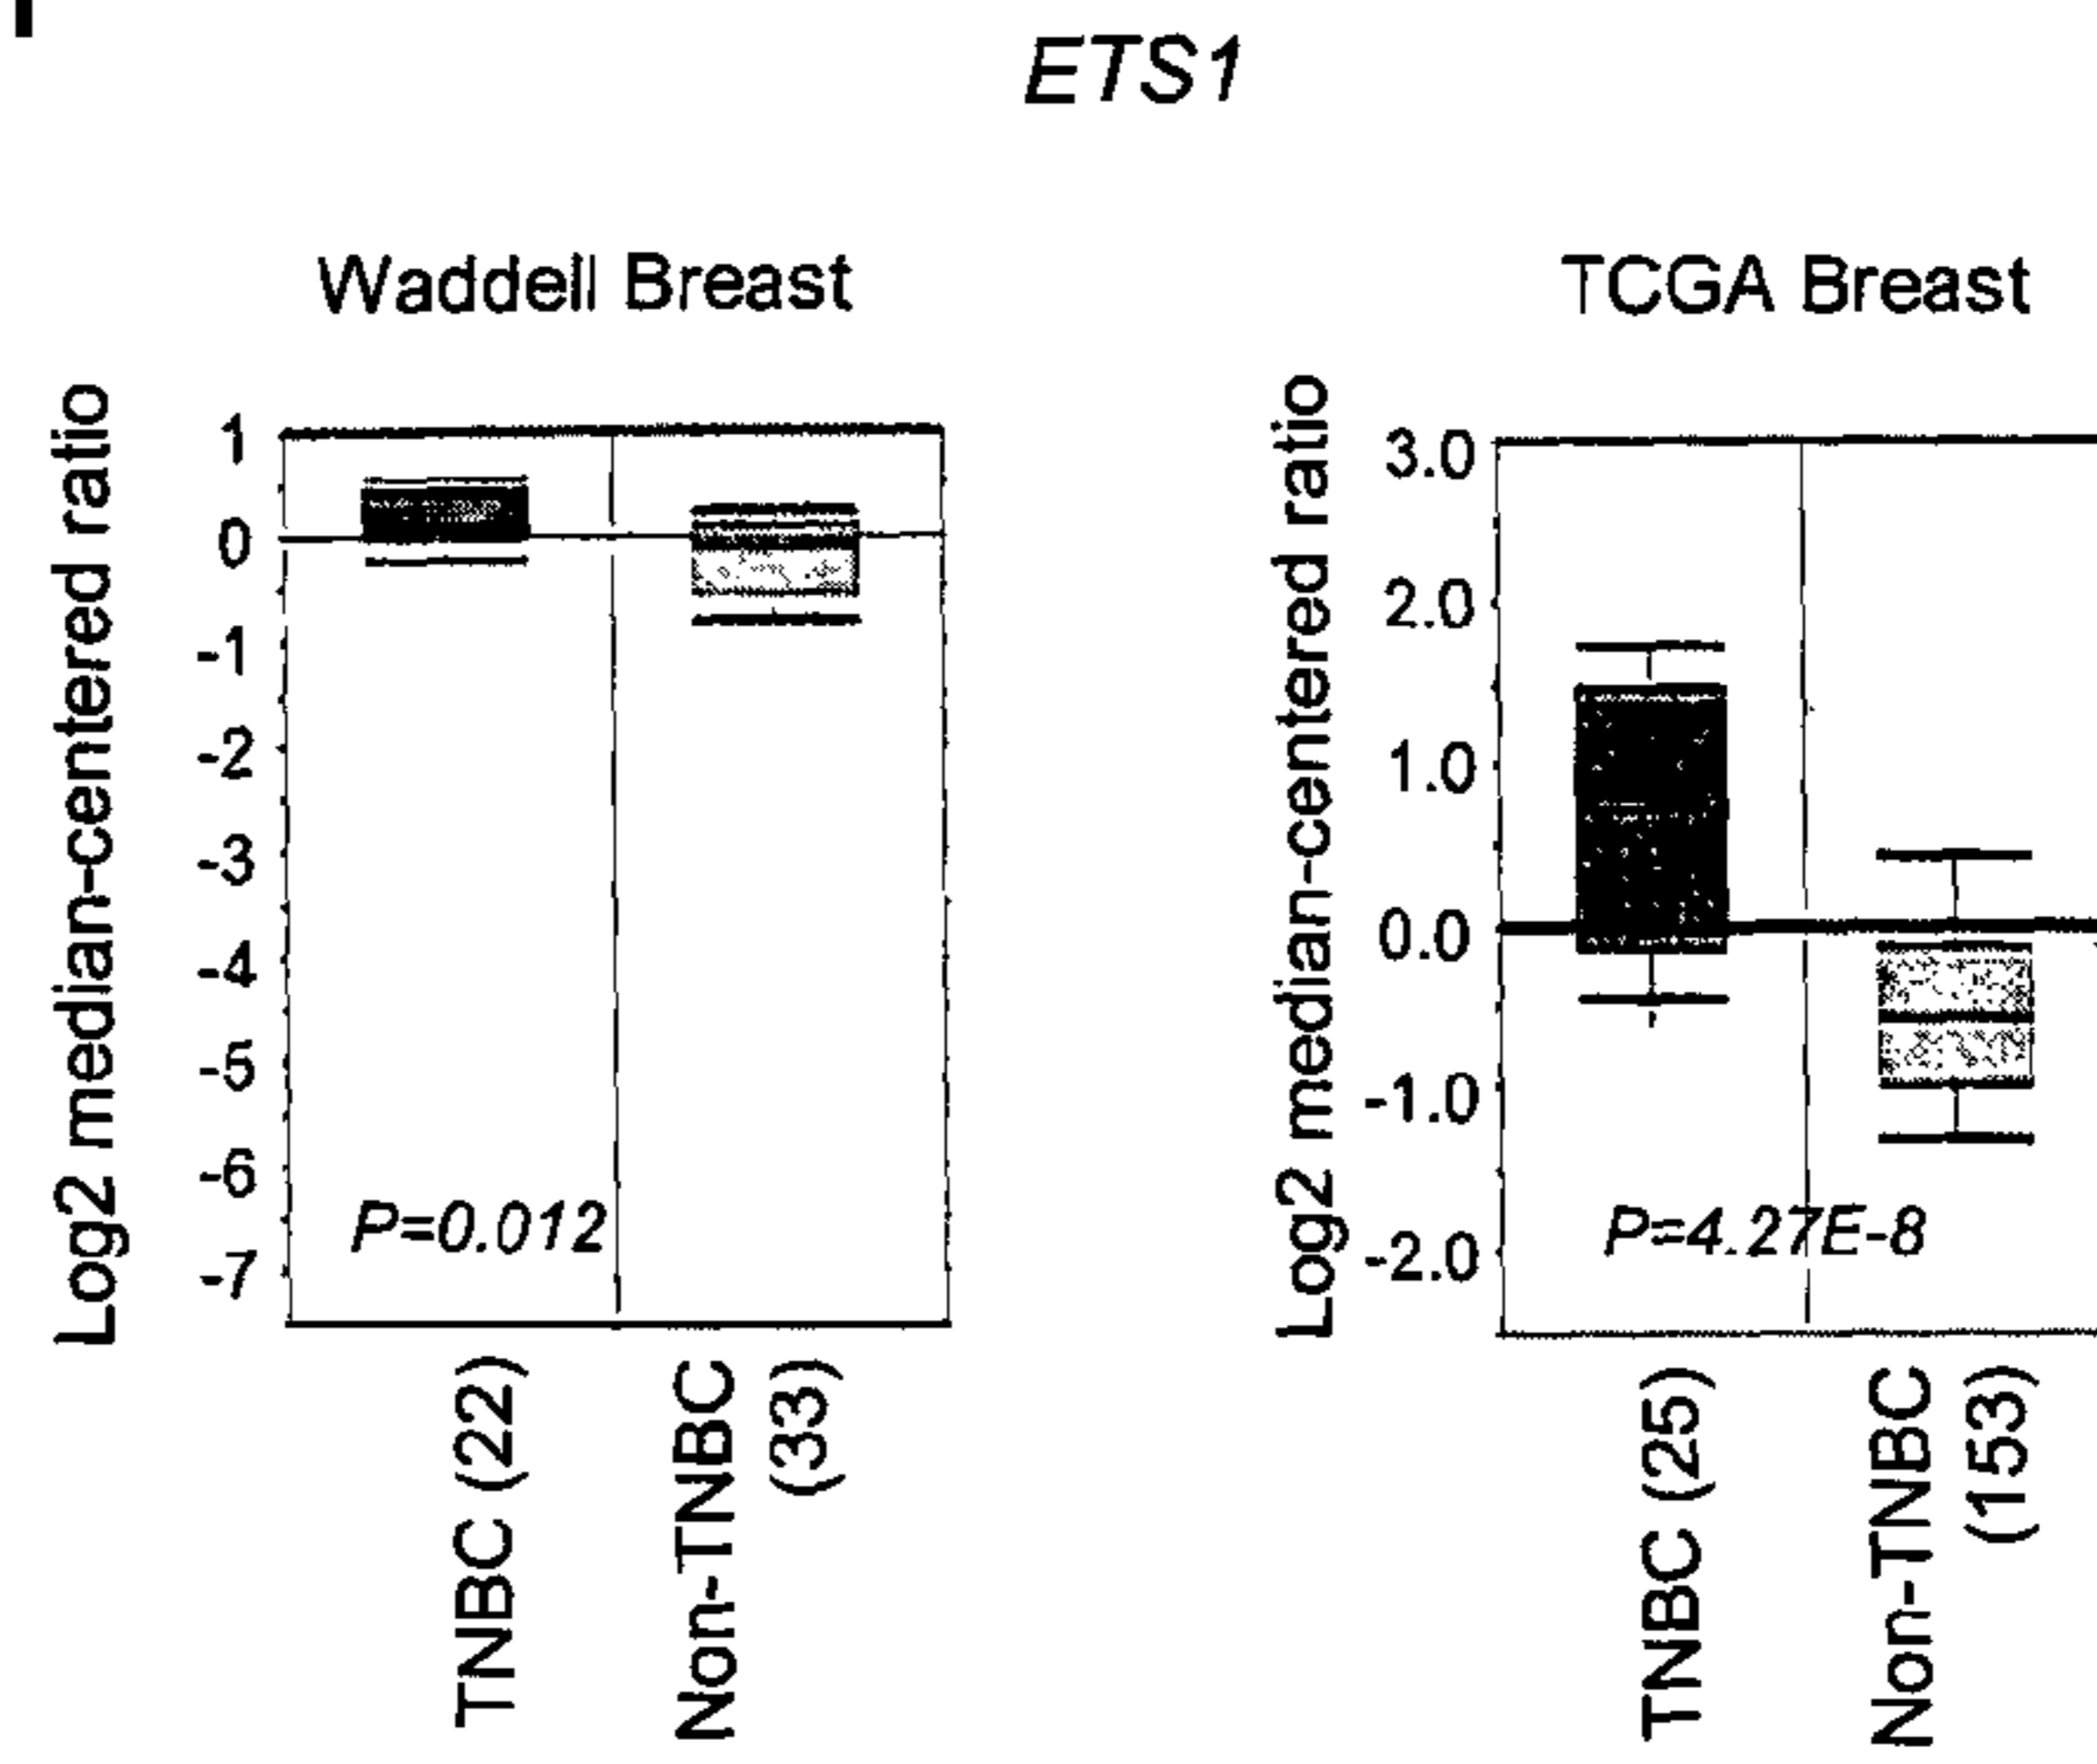 ETS1
Waddell Breast
Log2 median-centered ratio
1
0
-1
-2
-3
-4
-5
-6
-7
P=0.012
TNBC (22)
Non-TNBC
(33)
TCGA Breast
Log2 median-centered ratio
3.0
2.0
1.0
0.0
-1.0
-2.0
P=4.27E-8
TNBC (25)
Non-TNBC
(153)